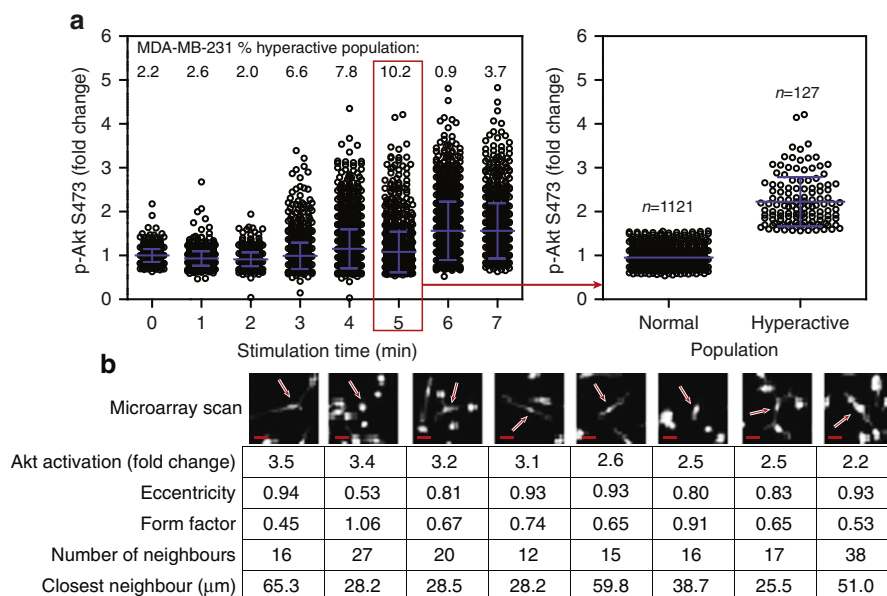 a
MDA-MB-231 % hyperactive population:
2.2 2.6 2.0 6.6 7.8 10.2 0.9 3.7
p-Akt S473 (fold change)
6
5
4
3
2
1
0
0 1 2 3 4 5 6 7
Stimulation time (min)
p-Akt S473 (fold change)
6
5
4
3
2
1
0
n=1121
n=127
Normal Hyperactive
Population
b
Microarray scan
Akt activation (fold change) 3.5 3.4 3.2 3.1 2.6 2.5 2.5 2.2
Eccentricity 0.94 0.53 0.81 0.93 0.93 0.80 0.83 0.93
Form factor 0.45 1.06 0.67 0.74 0.65 0.91 0.65 0.53
Number of neighbours 16 27 20 12 15 16 17 38
Closest neighbour (μm) 65.3 28.2 28.5 28.2 59.8 38.7 25.5 51.0